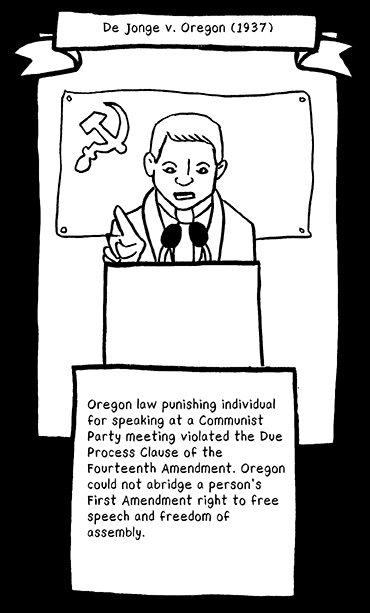 De Jonge v. Oregon (1937)
Oregon law punishing individual
for speaking at a Communist
Party meeting violated the Due
Process Clause of the
Fourteenth Amendment. Oregon
could not abridge a person's
First Amendment right to free
speech and freedom of
assembly.